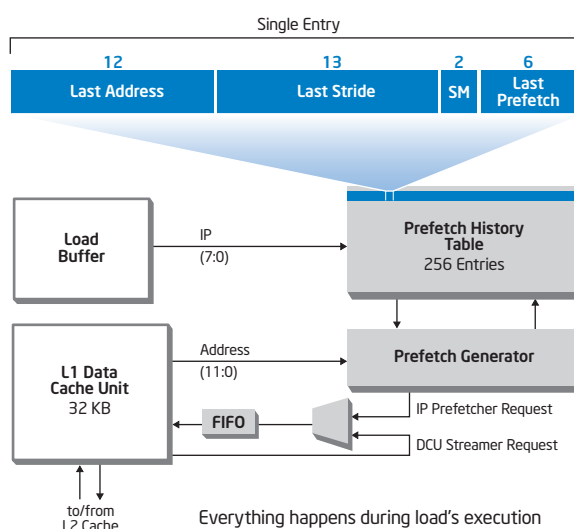 Single Entry
12 13 2 6
Last Address Last Stride SM Last Prefetch
Load Buffer
IP
(7:0)
Prefetch History Table
256 Entries
L1 Data Cache Unit
32 KB
Address
(11:0)
Prefetch Generator
FIFO
IP Prefetcher Request
DCU Streamer Request
to/from
L2 Cache
Everything happens during load's execution